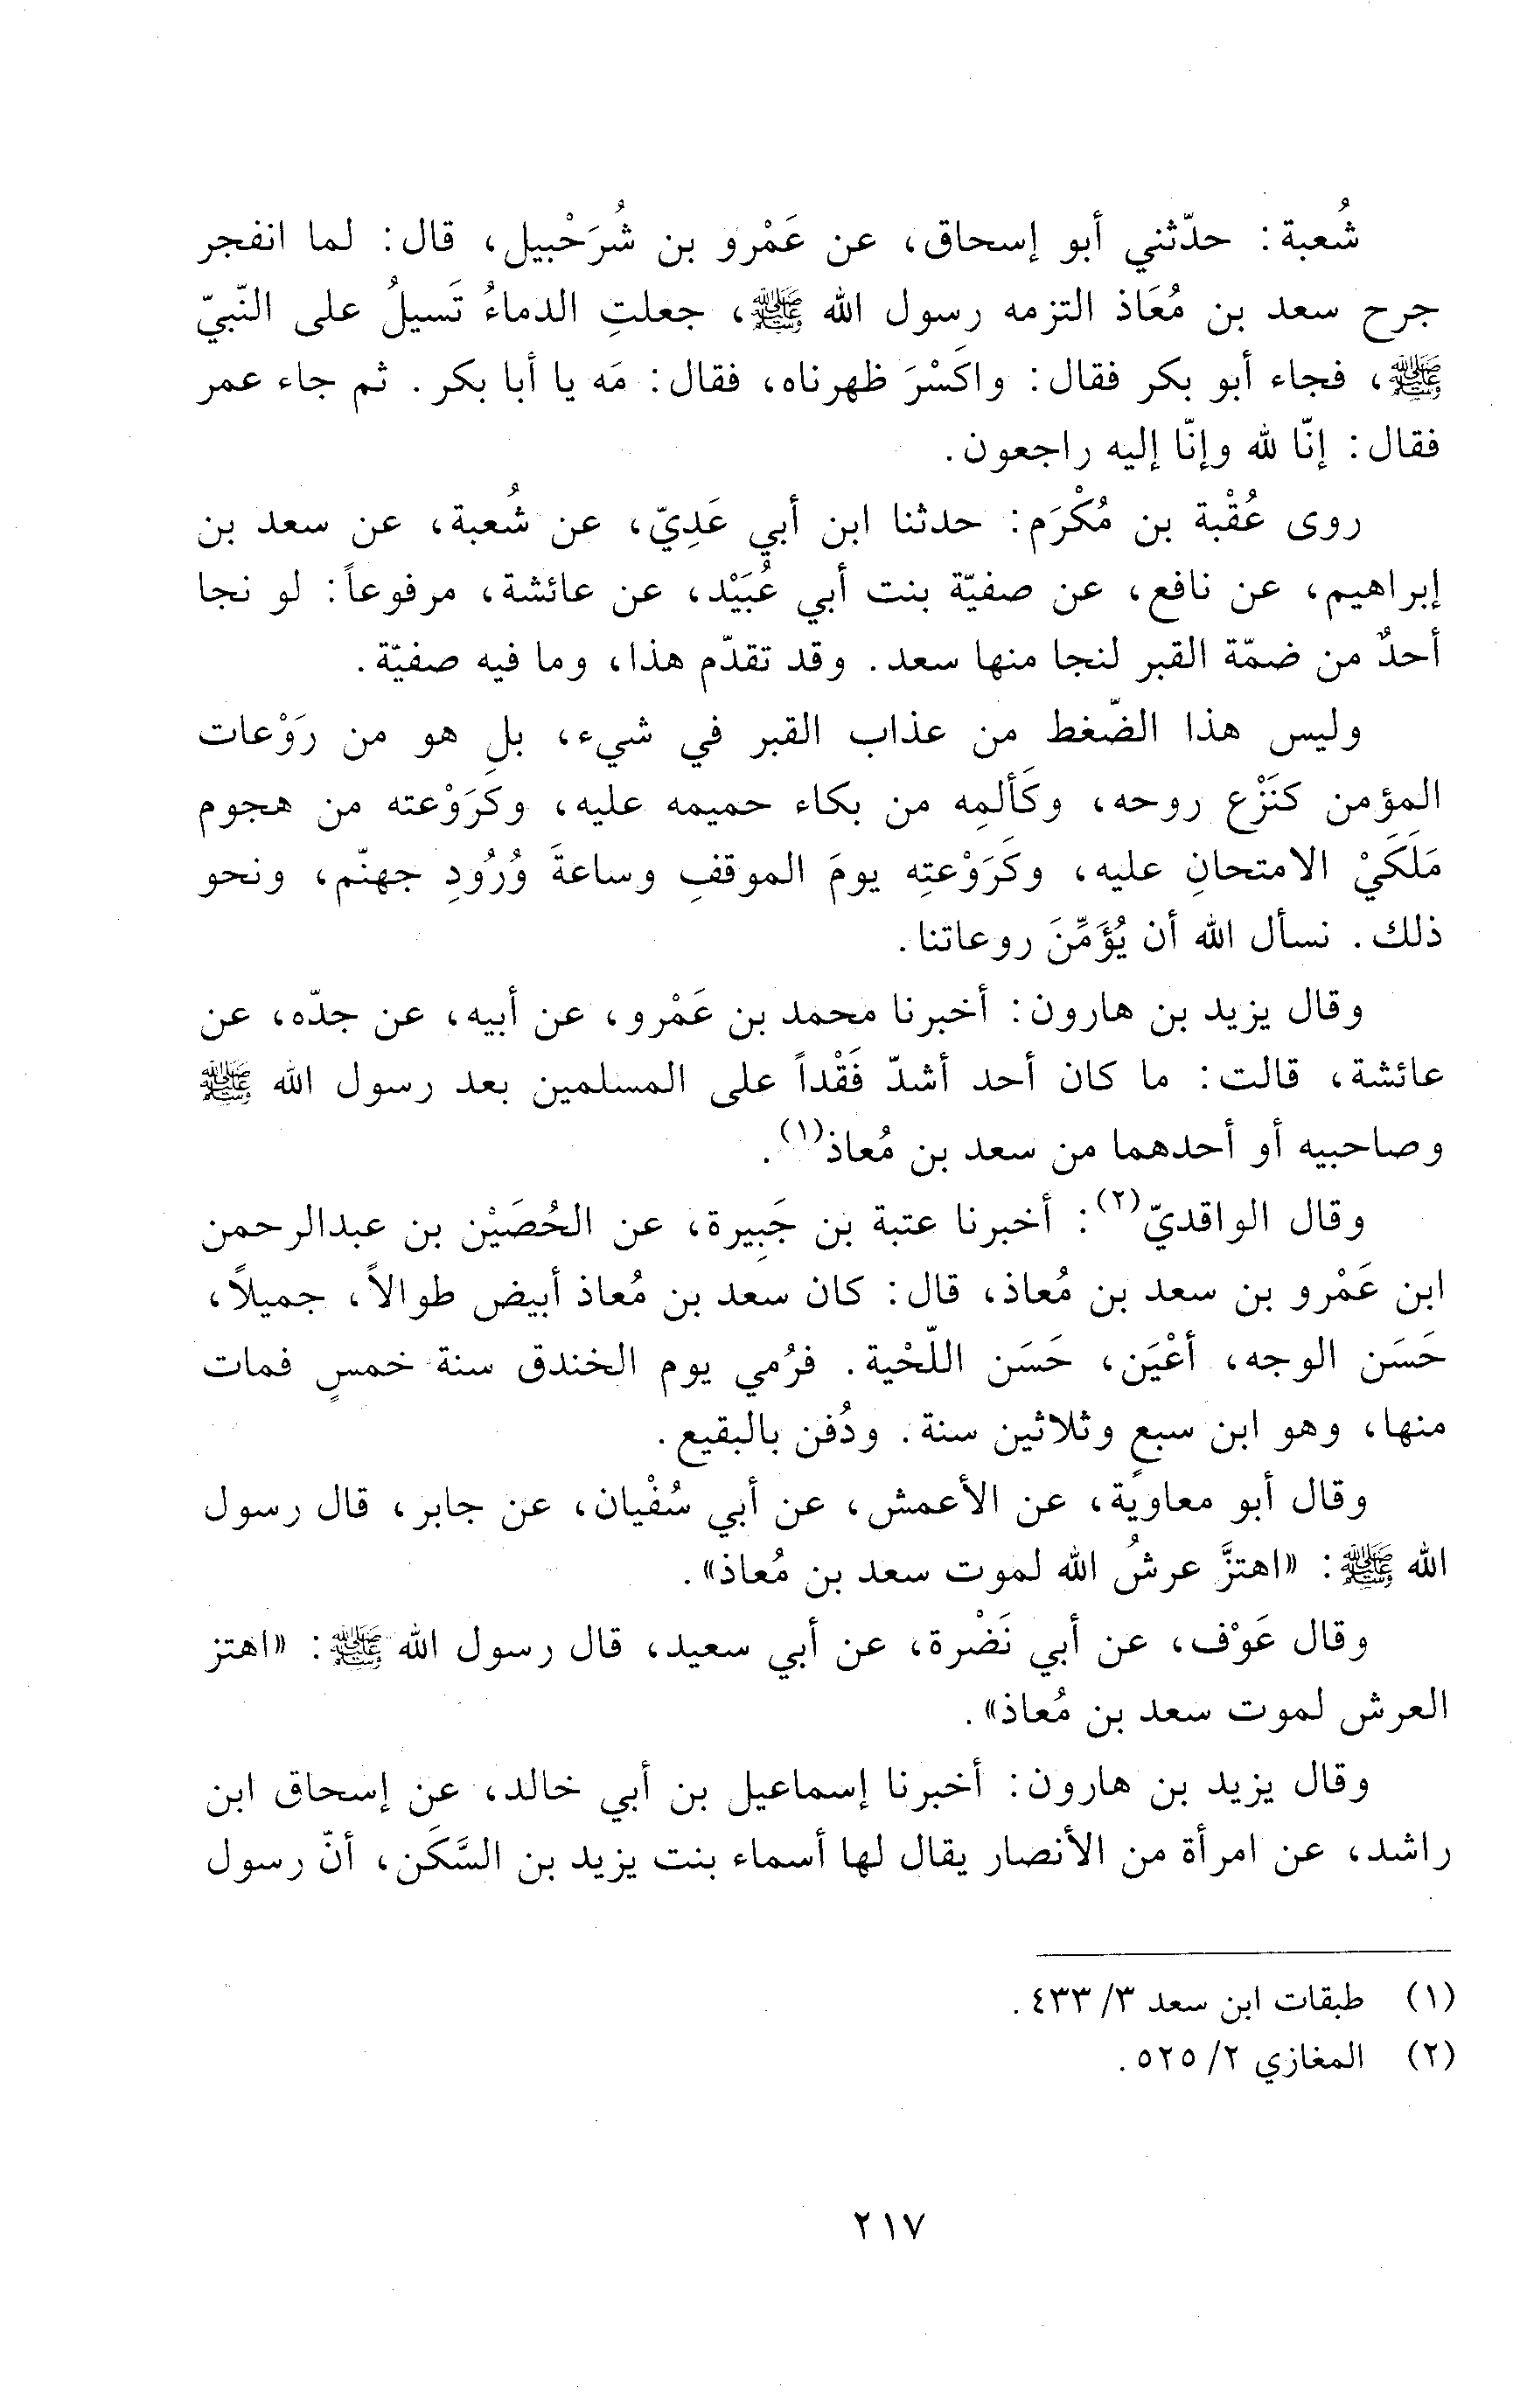 شُعبة: حدّثني أبو إسحاق، عن عَمْرو بن شُرَحْبيل، قال: لما انفجر
جرح سعد بن مُعَاذ التزمه رسول الله ﷺ، جعلتِ الدماءُ تَسيلُ على النّبيّ
ﷺ، فجاء أبو بكر فقال: واكَسْرَ ظهرناه، فقال: مَه يا أبا بكر. ثم جاء عمر
فقال: إنّا لله وإنّا إليه راجعون.
روى عُقْبة بن مُكْرَم: حدثنا ابن أبي عَدِيّ، عن شُعبة، عن سعد بن
إبراهيم، عن نافع، عن صفيّة بنت أبي عُبَيْد، عن عائشة، مرفوعاً: لو نجا
أحدٌ من ضمّة القبر لنجا منها سعد. وقد تقدّم هذا، وما فيه صفيّة.
وليس هذا الضّغط من عذاب القبر في شيء، بلِ هو من رَوْعات
المؤمن كنَزْع روحه، وكَألمِه من بكاء حميمه عليه، وكَرَوْعته من هجوم
مَلَكَيْ الامتحانِ عليه، وكَرَوْعتِه يومَ الموقفِ وساعةَ وُرُودِ جهنّم، ونحو
ذلك. نسأل الله أن يُؤَمِّنَ روعاتنا.
وقال يزيد بن هارون: أخبرنا محمد بن عَمْرو، عن أبيه، عن جدّه، عن
عائشة، قالت: ما كان أحد أشدّ فَقْداً على المسلمين بعد رسول الله ﷺ
وصاحبيه أو أحدهما من سعد بن مُعاذ(١).
وقال الواقديّ(٢): أخبرنا عتبة بن جَبِيرة، عن الحُصَيْن بن عبدالرحمن
ابن عَمْرو بن سعد بن مُعاذ، قال: كان سعد بن مُعاذ أبيض طوالاً، جميلاً،
حَسَن الوجه، أعْيَن، حَسَن اللّحْية. فرُمي يوم الخندق سنة خمسٍ فمات
منها، وهو ابن سبعٍ وثلاثين سنة. ودُفن بالبقيع.
وقال أبو معاوية، عن الأعمش، عن أبي سُفْيان، عن جابر، قال رسول
الله ﷺ: «اهتزَّ عرشُ الله لموت سعد بن مُعاذ».
وقال عَوْف، عن أبي نَضْرة، عن أبي سعيد، قال رسول الله ﷺ: «اهتز
العرش لموت سعد بن مُعاذ».
وقال يزيد بن هارون: أخبرنا إسماعيل بن أبي خالد، عن إسحاق ابن
راشد، عن امرأة من الأنصار يقال لها أسماء بنت يزيد بن السَّكَن، أنّ رسول
(١) طبقات ابن سعد ٣/ ٤٣٣.
(٢) المغازي ٢/ ٥٢٥.
٢١٧